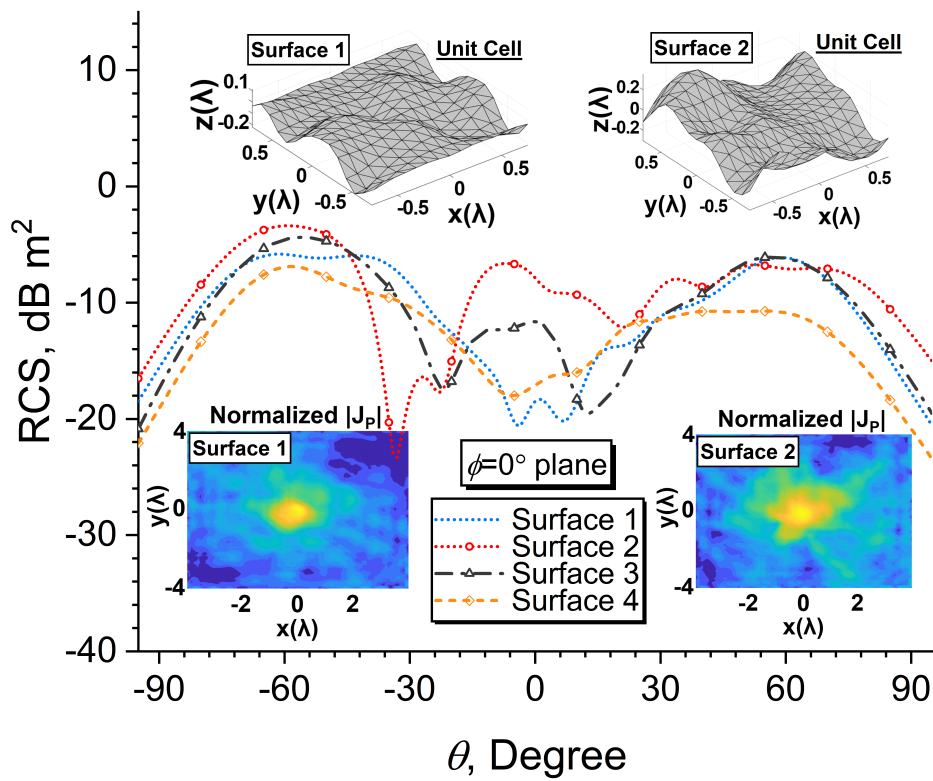 RCS, dB m²
10
0
-10
-20
-30
-40
-90
-60
-30
0
30
60
90
θ, Degree
Surface 1
Unit Cell
z(λ)
0.1
-0.2
0.5
0
-0.5
y(λ)
-0.5
0
0.5
x(λ)
Surface 2
Unit Cell
z(λ)
0.2
0
-0.2
0.5
0
-0.5
y(λ)
-0.5
0
0.5
x(λ)
Normalized |J_P|
Surface 1
y(λ)
4
0
-4
-2
0
2
x(λ)
ϕ=0° plane
Surface 1
Surface 2
Surface 3
Surface 4
Normalized |J_P|
Surface 2
y(λ)
4
0
-4
-2
0
2
x(λ)